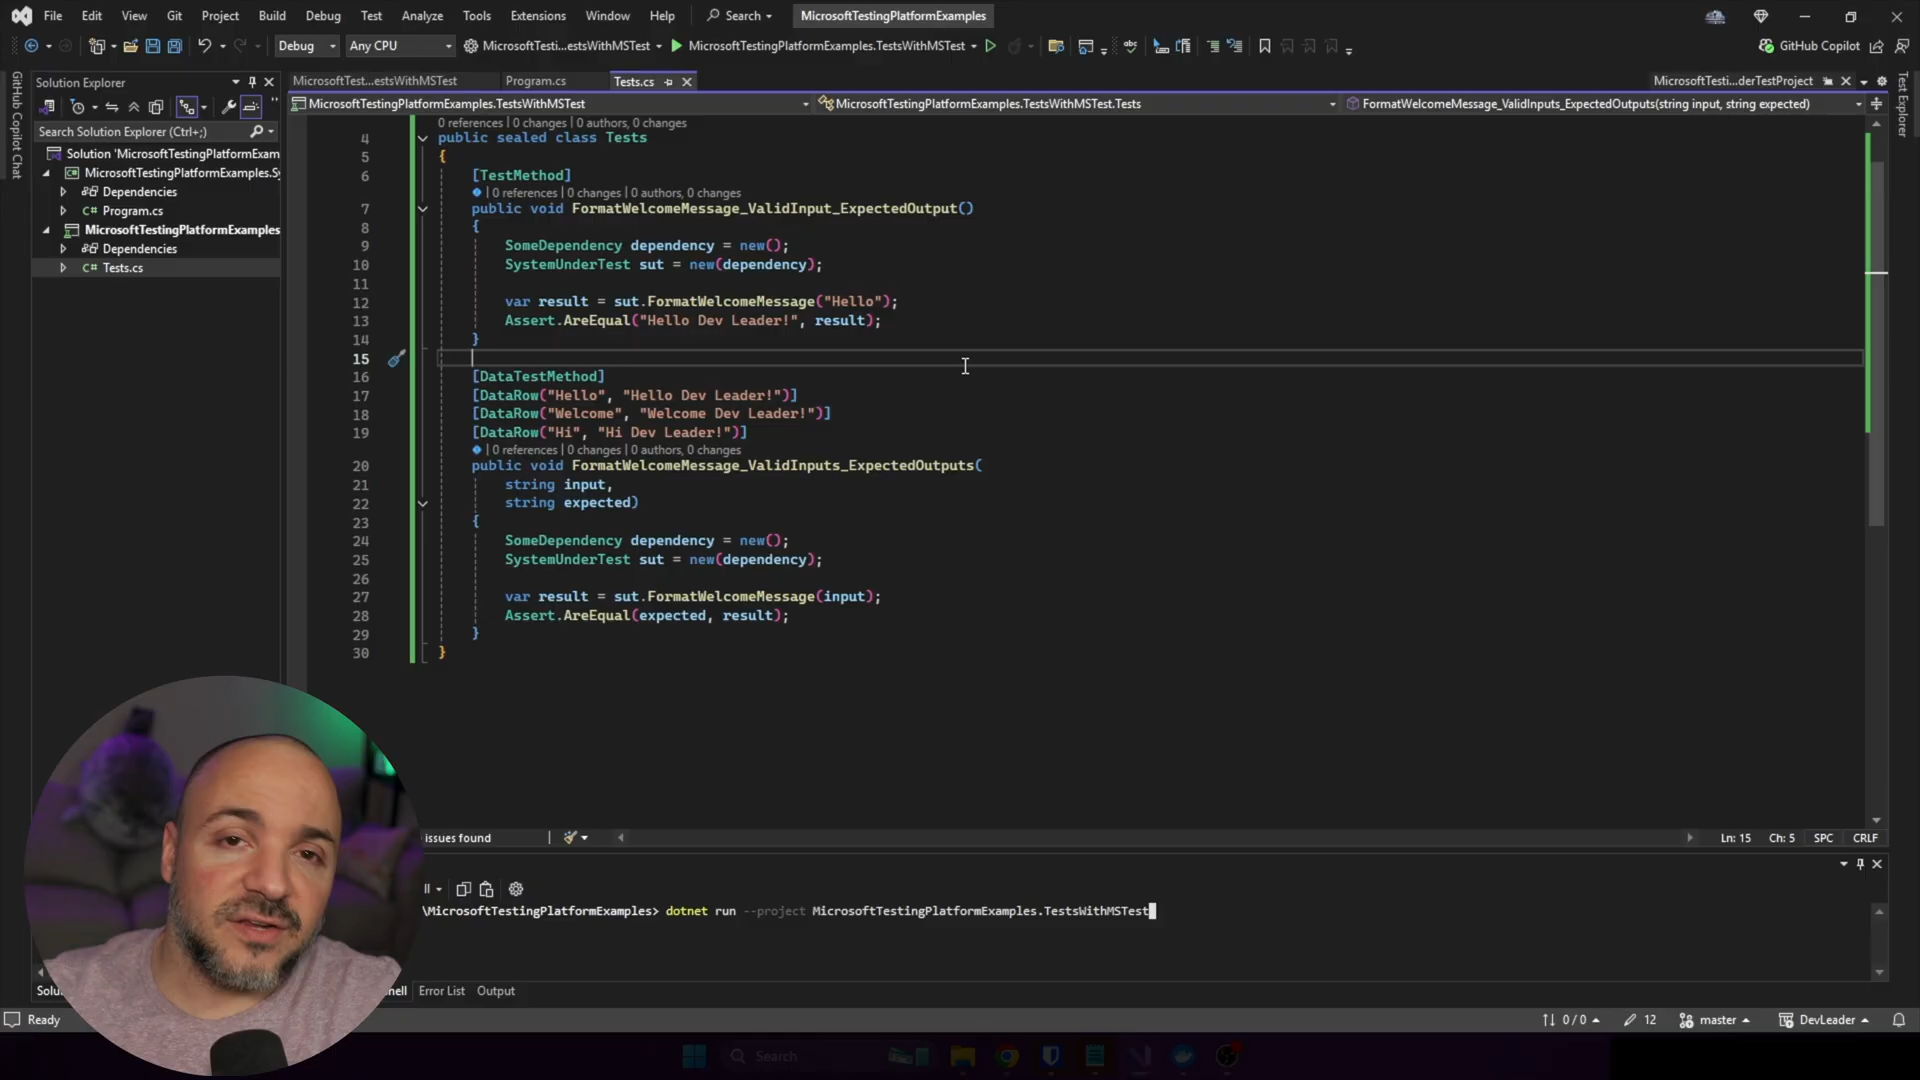 File Edit View Git Project Build Debug Test Analyze Tools Extensions Window Help Search MicrosoftTestingPlatformExamples
Debug Any CPU MicrosoftTesti...estsWithMSTest MicrosoftTestingPlatformExamples.TestsWithMSTest GitHub Copilot
GitHub Copilot Chat
Solution Explorer
Search Solution Explorer (Ctrl+;)
Solution 'MicrosoftTestingPlatformExam
MicrosoftTestingPlatformExamples.Sy
Dependencies
C# Program.cs
MicrosoftTestingPlatformExamples
Dependencies
C# Tests.cs
MicrosoftTest...estsWithMSTest Program.cs Tests.cs MicrosoftTesti...derTestProject
MicrosoftTestingPlatformExamples.TestsWithMSTest MicrosoftTestingPlatformExamples.TestsWithMSTest.Tests FormatWelcomeMessage_ValidInputs_ExpectedOutputs(string input, string expected)
Test Explorer
0 references | 0 changes | 0 authors, 0 changes
4 public sealed class Tests
5 {
6 [TestMethod]
| 0 references | 0 changes | 0 authors, 0 changes
7 public void FormatWelcomeMessage_ValidInput_ExpectedOutput()
8 {
9 SomeDependency dependency = new();
10 SystemUnderTest sut = new(dependency);
11
12 var result = sut.FormatWelcomeMessage("Hello");
13 Assert.AreEqual("Hello Dev Leader!", result);
14 }
15
16 [DataTestMethod]
17 [DataRow("Hello", "Hello Dev Leader!")]
18 [DataRow("Welcome", "Welcome Dev Leader!")]
19 [DataRow("Hi", "Hi Dev Leader!")]
| 0 references | 0 changes | 0 authors, 0 changes
20 public void FormatWelcomeMessage_ValidInputs_ExpectedOutputs(
21 string input,
22 string expected)
23 {
24 SomeDependency dependency = new();
25 SystemUnderTest sut = new(dependency);
26
27 var result = sut.FormatWelcomeMessage(input);
28 Assert.AreEqual(expected, result);
29 }
30 }
issues found Ln: 15 Ch: 5 SPC CRLF
\MicrosoftTestingPlatformExamples> dotnet run --project MicrosoftTestingPlatformExamples.TestsWithMSTest
Solu ell Error List Output
Ready 0 / 0 12 master DevLeader
Search